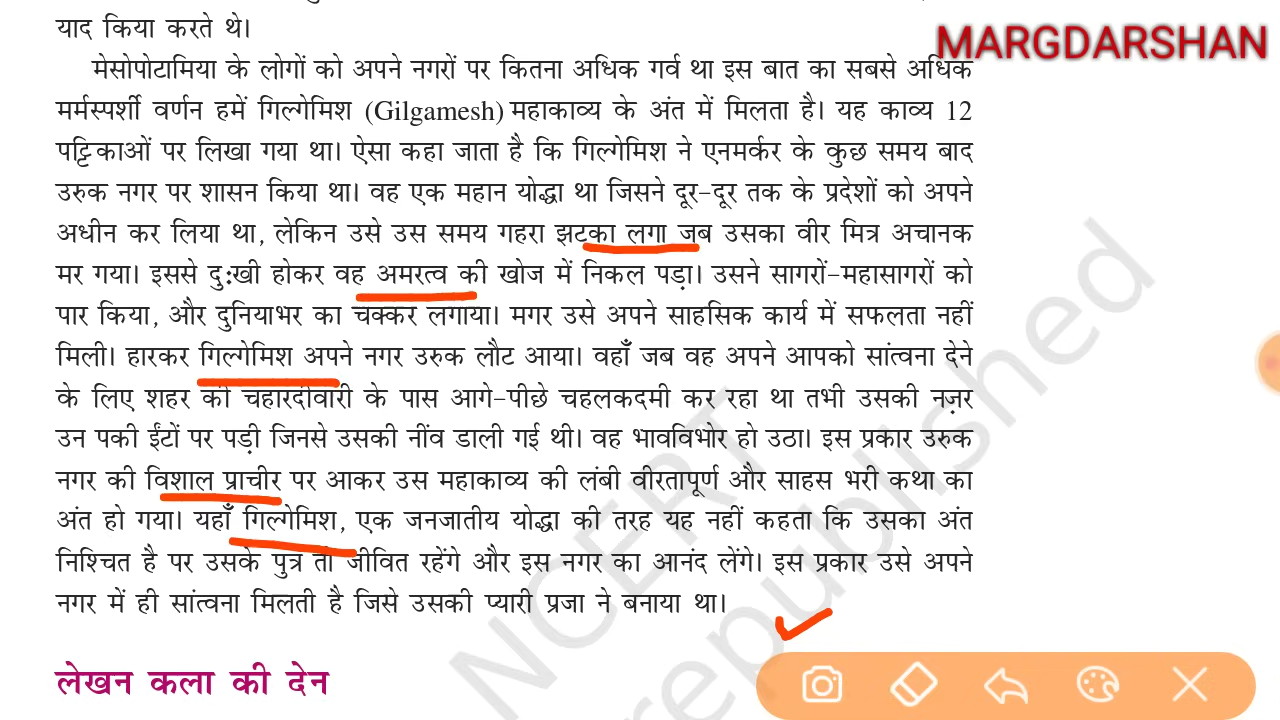 याद किया करते थे।
MARGDARSHAN
मेसोपोटामिया के लोगों को अपने नगरों पर कितना अधिक गर्व था इस बात का सबसे अधिक
मर्मस्पर्शी वर्णन हमें गिल्गेमिश (Gilgamesh) महाकाव्य के अंत में मिलता है। यह काव्य 12
पट्टिकाओं पर लिखा गया था। ऐसा कहा जाता है कि गिल्गेमिश ने एनमर्कर के कुछ समय बाद
उरुक नगर पर शासन किया था। वह एक महान योद्धा था जिसने दूर-दूर तक के प्रदेशों को अपने
अधीन कर लिया था, लेकिन उसे उस समय गहरा झटका लगा जब उसका वीर मित्र अचानक
मर गया। इससे दुःखी होकर वह अमरत्व की खोज में निकल पड़ा। उसने सागरों-महासागरों को
पार किया, और दुनियाभर का चक्कर लगाया। मगर उसे अपने साहसिक कार्य में सफलता नहीं
मिली। हारकर गिल्गेमिश अपने नगर उरुक लौट आया। वहाँ जब वह अपने आपको सांत्वना देने
के लिए शहर की चहारदीवारी के पास आगे-पीछे चहलकदमी कर रहा था तभी उसकी नज़र
उन पकी ईंटों पर पड़ी जिनसे उसकी नींव डाली गई थी। वह भावविभोर हो उठा। इस प्रकार उरुक
नगर की विशाल प्राचीर पर आकर उस महाकाव्य की लंबी वीरतापूर्ण और साहस भरी कथा का
अंत हो गया। यहाँ गिल्गेमिश, एक जनजातीय योद्धा की तरह यह नहीं कहता कि उसका अंत
निश्चित है पर उसके पुत्र तो जीवित रहेंगे और इस नगर का आनंद लेंगे। इस प्रकार उसे अपने
नगर में ही सांत्वना मिलती है जिसे उसकी प्यारी प्रजा ने बनाया था।
लेखन कला की देन
NCERT
republished